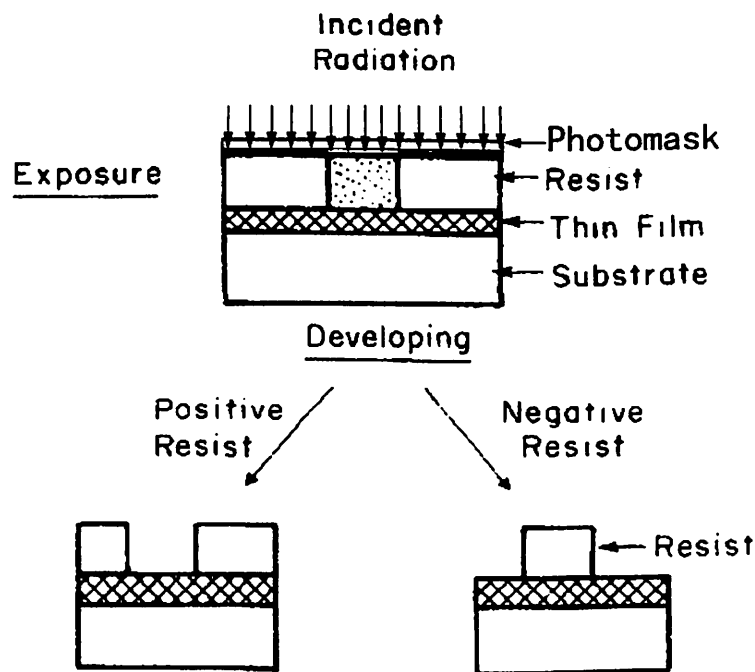 Incident
Radiation
Photomask
Exposure
Resist
Thin Film
Substrate
Developing
Positive
Resist
Negative
Resist
Resist